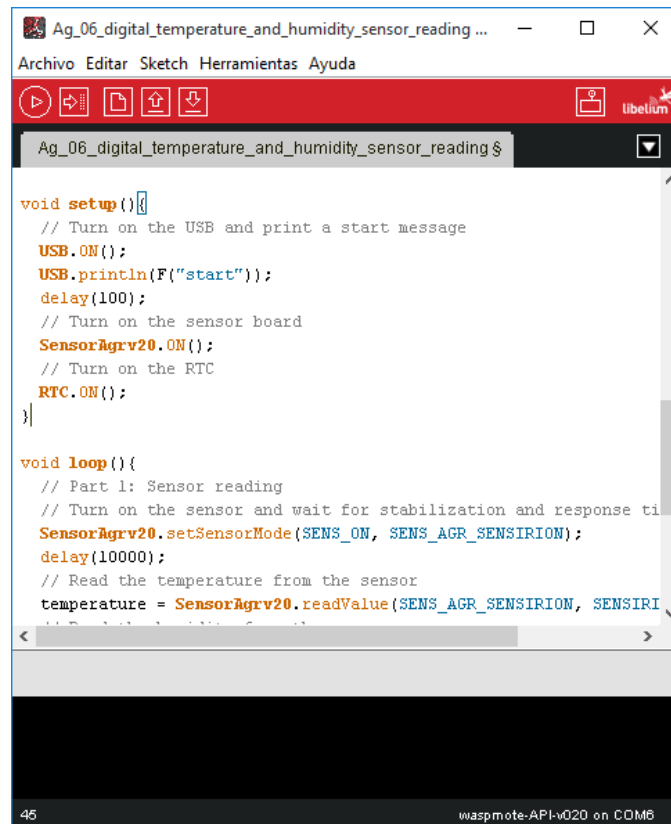 Ag_06_digital_temperature_and_humidity_sensor_reading ...
Archivo Editar Sketch Herramientas Ayuda
libelium
Ag_06_digital_temperature_and_humidity_sensor_reading §
void setup(){
// Turn on the USB and print a start message
USB.ON();
USB.println(F("start"));
delay(100);
// Turn on the sensor board
SensorAgrv20.ON();
// Turn on the RTC
RTC.ON();
}
void loop(){
// Part 1: Sensor reading
// Turn on the sensor and wait for stabilization and response ti
SensorAgrv20.setSensorMode(SENS_ON, SENS_AGR_SENSIRION);
delay(10000);
// Read the temperature from the sensor
temperature = SensorAgrv20.readValue(SENS_AGR_SENSIRION, SENSIRI
45
waspmote-API-v020 on COM6